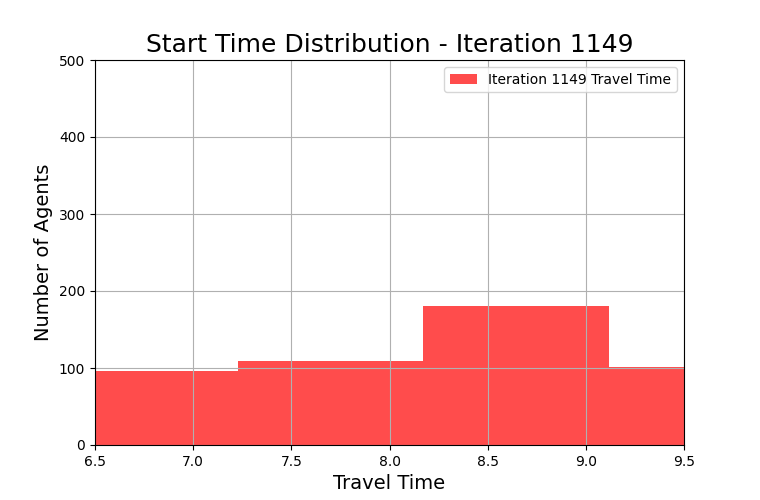 Start Time Distribution - Iteration 1149
500
Iteration 1149 Travel Time
400
300
200
100
0
Number of Agents
6.5 7.0 7.5 8.0 8.5 9.0 9.5
Travel Time